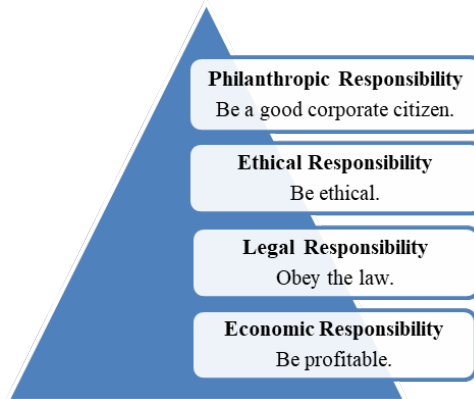 Philanthropic Responsibility
Be a good corporate citizen.
Ethical Responsibility
Be ethical.
Legal Responsibility
Obey the law.
Economic Responsibility
Be profitable.